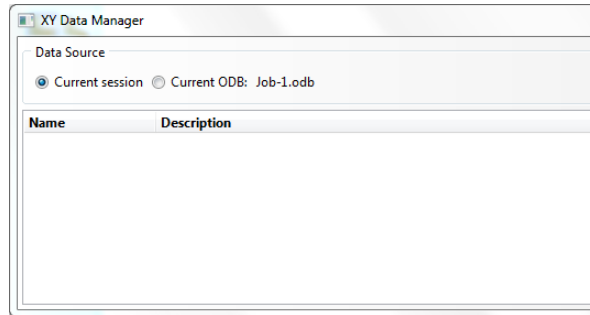 XY Data Manager
Data Source
Current session Current ODB: Job-1.odb
Name Description